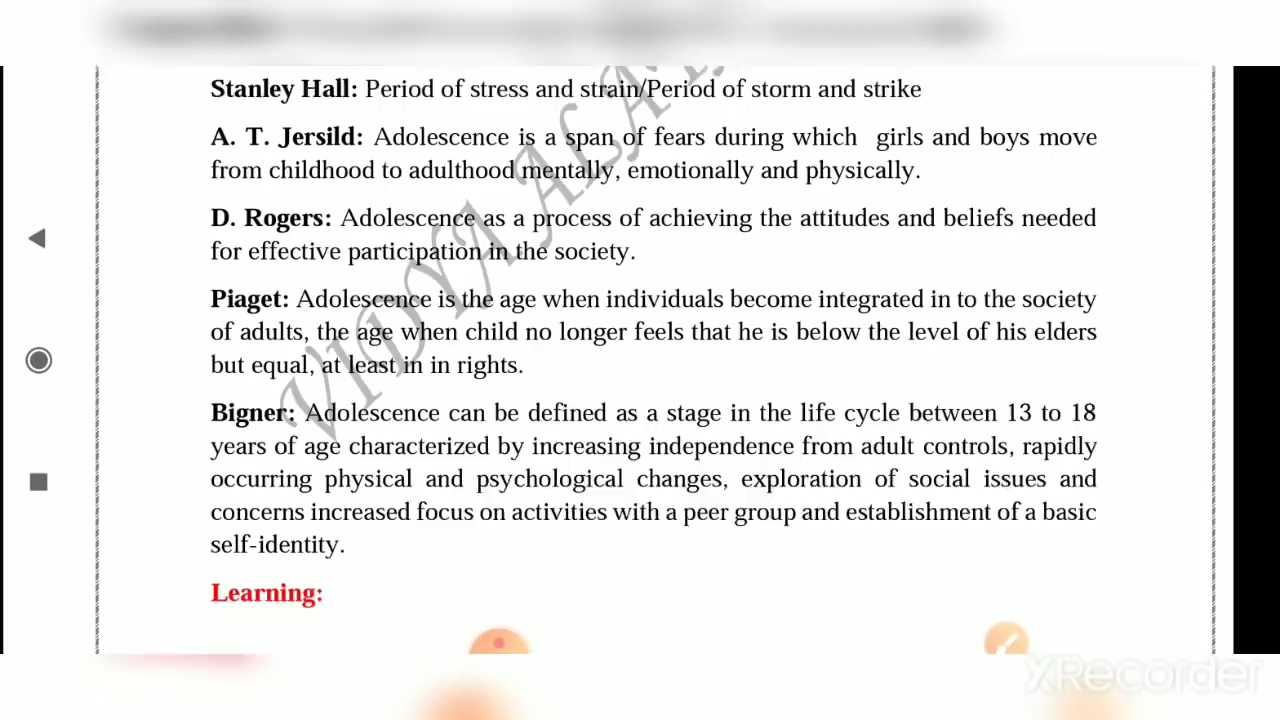 Stanley Hall: Period of stress and strain/Period of storm and strike
A. T. Jersild: Adolescence is a span of fears during which girls and boys move
from childhood to adulthood mentally, emotionally and physically.
D. Rogers: Adolescence as a process of achieving the attitudes and beliefs needed
for effective participation in the society.
Piaget: Adolescence is the age when individuals become integrated in to the society
of adults, the age when child no longer feels that he is below the level of his elders
but equal, at least in in rights.
Bigner: Adolescence can be defined as a stage in the life cycle between 13 to 18
years of age characterized by increasing independence from adult controls, rapidly
occurring physical and psychological changes, exploration of social issues and
concerns increased focus on activities with a peer group and establishment of a basic
self-identity.
Learning:
VIDYA
XRecorder